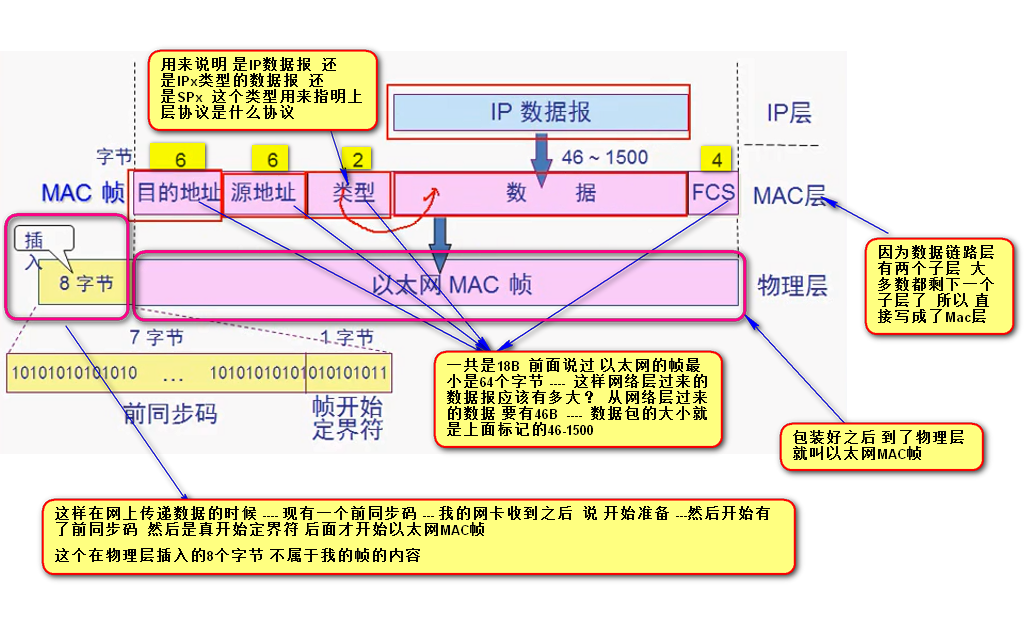 用来说明 是IP数据报 还
是IPx类型的数据报 还
是SPx 这个类型用来指明上
层协议是什么协议
IP 数据报
IP层
字节
6
6
2
46 ~ 1500
4
MAC 帧
目的地址
源地址
类型
数 据
FCS
MAC层
插入
8 字节
以太网 MAC 帧
物理层
因为数据链路层
有两个子层 大
多数都剩下一个
子层了 所以 直
接写成了Mac层
7 字节
1 字节
10101010101010 … 10101010101010101011
前同步码
帧开始
定界符
一共是18B 前面说过 以太网的帧最
小是64个字节 ---- 这样网络层过来的
数据报应该有多大？ 从网络层过来
的数据 要有46B ---- 数据包的大小就
是上面标记的46-1500
包装好之后 到了物理层
就叫以太网MAC帧
这样在网上传递数据的时候 ---- 现有一个前同步码 --- 我的网卡收到之后 说 开始准备 ---然后开始有
了前同步码 然后是真开始定界符 后面才开始以太网MAC帧
这个在物理层插入的8个字节 不属于我的帧的内容